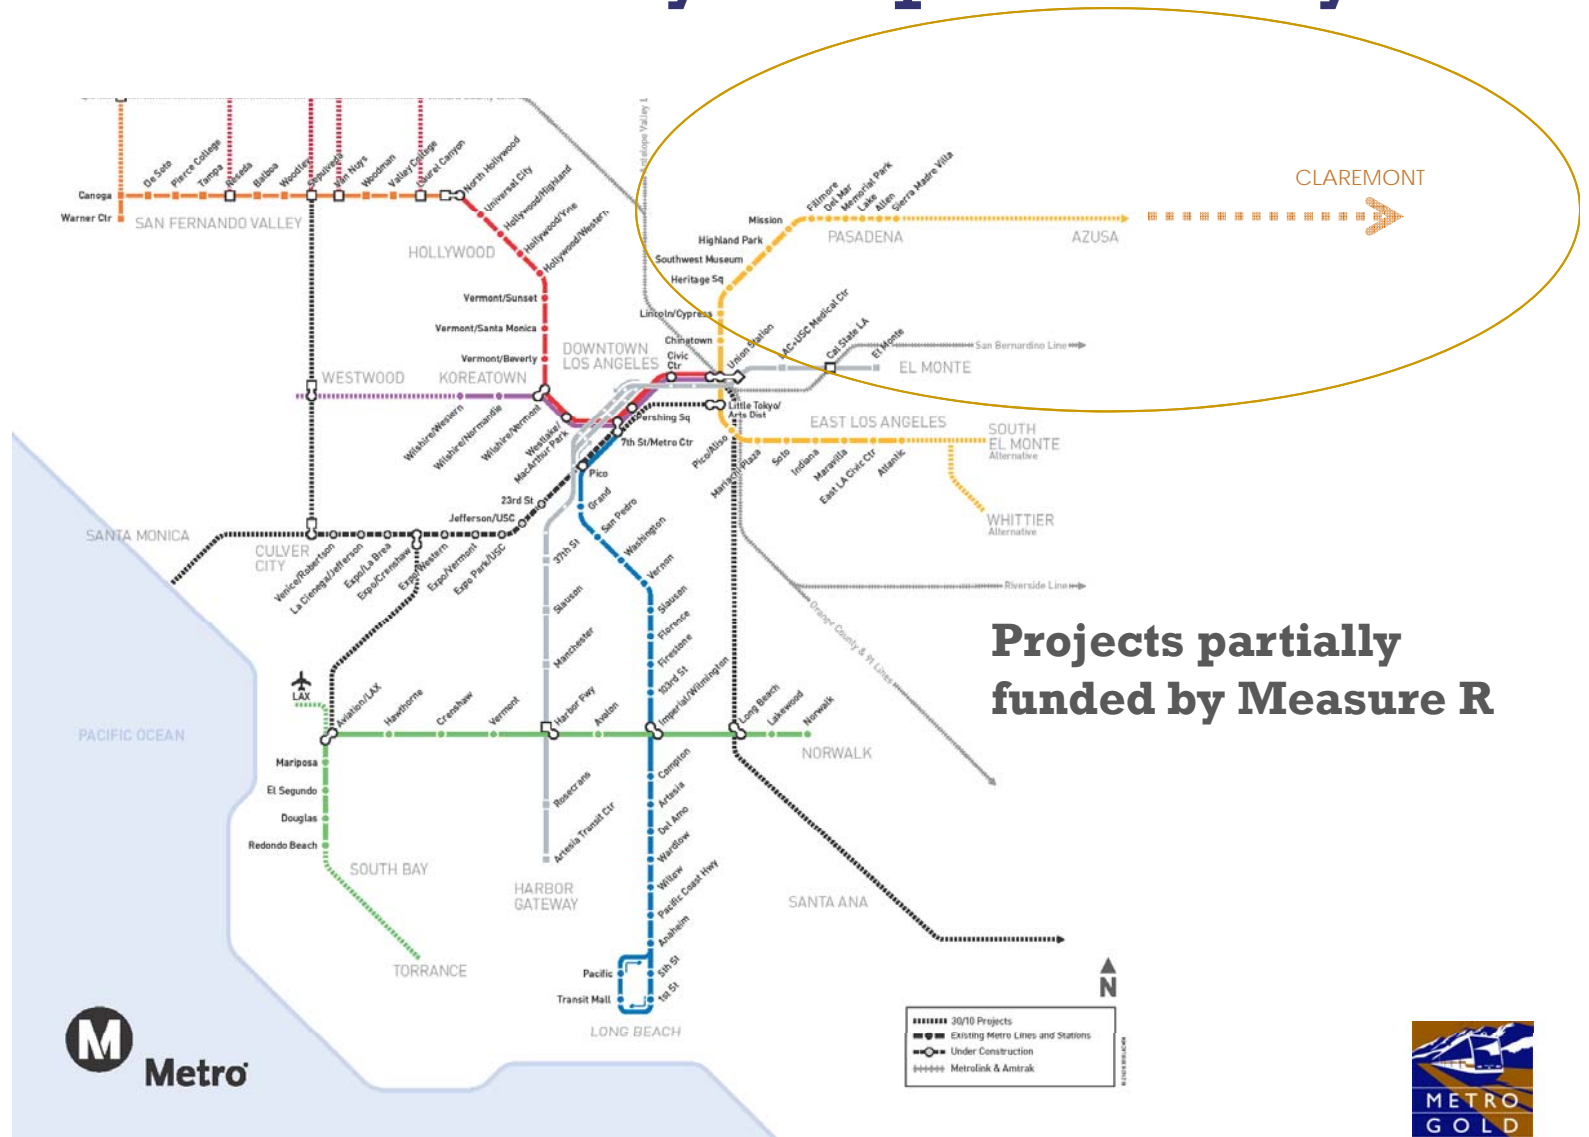 CLAREMONT
De Soto
Pierce College
Tampa
Reseda
Balboa
Woodley
Sepulveda
Van Nuys
Woodman
Valley College
Laurel Canyon
North Hollywood
Canoga
Warner Ctr
SAN FERNANDO VALLEY
Universal City
Hollywood/Highland
Hollywood/Vine
Hollywood/Western
HOLLYWOOD
Vermont/Sunset
Vermont/Santa Monica
Vermont/Beverly
Antelope Valley L
Fillmore
Del Mar
Memorial Park
Lake
Allen
Sierra Madre Villa
Mission
PASADENA
AZUSA
Highland Park
Southwest Museum
Heritage Sq
Lincoln/Cypress
Chinatown
Union Station
LAC+USC Medical Ctr
Cal State LA
El Monte
San Bernardino Line
EL MONTE
DOWNTOWN
LOS ANGELES
Civic
Ctr
WESTWOOD
KOREATOWN
Wilshire/Western
Wilshire/Normandie
Wilshire/Vermont
Westlake/
MacArthur Park
Pershing Sq
7th St/Metro Ctr
Little Tokyo/
Arts Dist
Pico/Aliso
Mariachi Plaza
Soto
Indiana
Maravilla
East LA Civic Ctr
Atlantic
EAST LOS ANGELES
SOUTH
EL MONTE
Alternative
WHITTIER
Alternative
Pico
Grand
San Pedro
Washington
Vernon
Slauson
Florence
Firestone
103rd St
Imperial/Wilmington
23rd St
Jefferson/USC
SANTA MONICA
CULVER
CITY
Venice/Robertson
La Cienega/Jefferson
Expo/La Brea
Expo/Crenshaw
Expo/Western
Expo/Vermont
Expo Park/USC
37th St
Slauson
Manchester
Harbor Fwy
Riverside Line
Orange County & 91 Lines
Projects partially
funded by Measure R
LAX
Aviation/LAX
Hawthorne
Crenshaw
Vermont
Avalon
Long Beach
Lakewood
Norwalk
NORWALK
PACIFIC OCEAN
Mariposa
El Segundo
Douglas
Redondo Beach
SOUTH BAY
TORRANCE
Rosecrans
Artesia Transit Ctr
HARBOR
GATEWAY
Compton
Artesia
Del Amo
Wardlow
Willow
Pacific Coast Hwy
Anaheim
5th St
1st St
Pacific
Transit Mall
LONG BEACH
SANTA ANA
N
30/10 Projects
Existing Metro Lines and Stations
Under Construction
Metrolink & Amtrak
M
Metro
METRO
GOLD